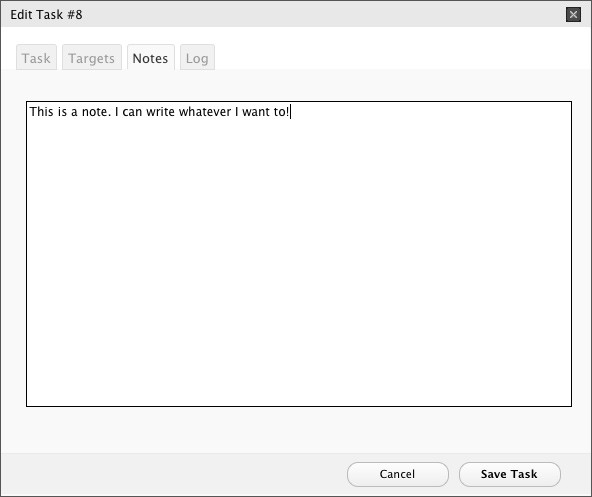 Edit Task #8
Task Targets Notes Log
This is a note. I can write whatever I want to!
Cancel Save Task